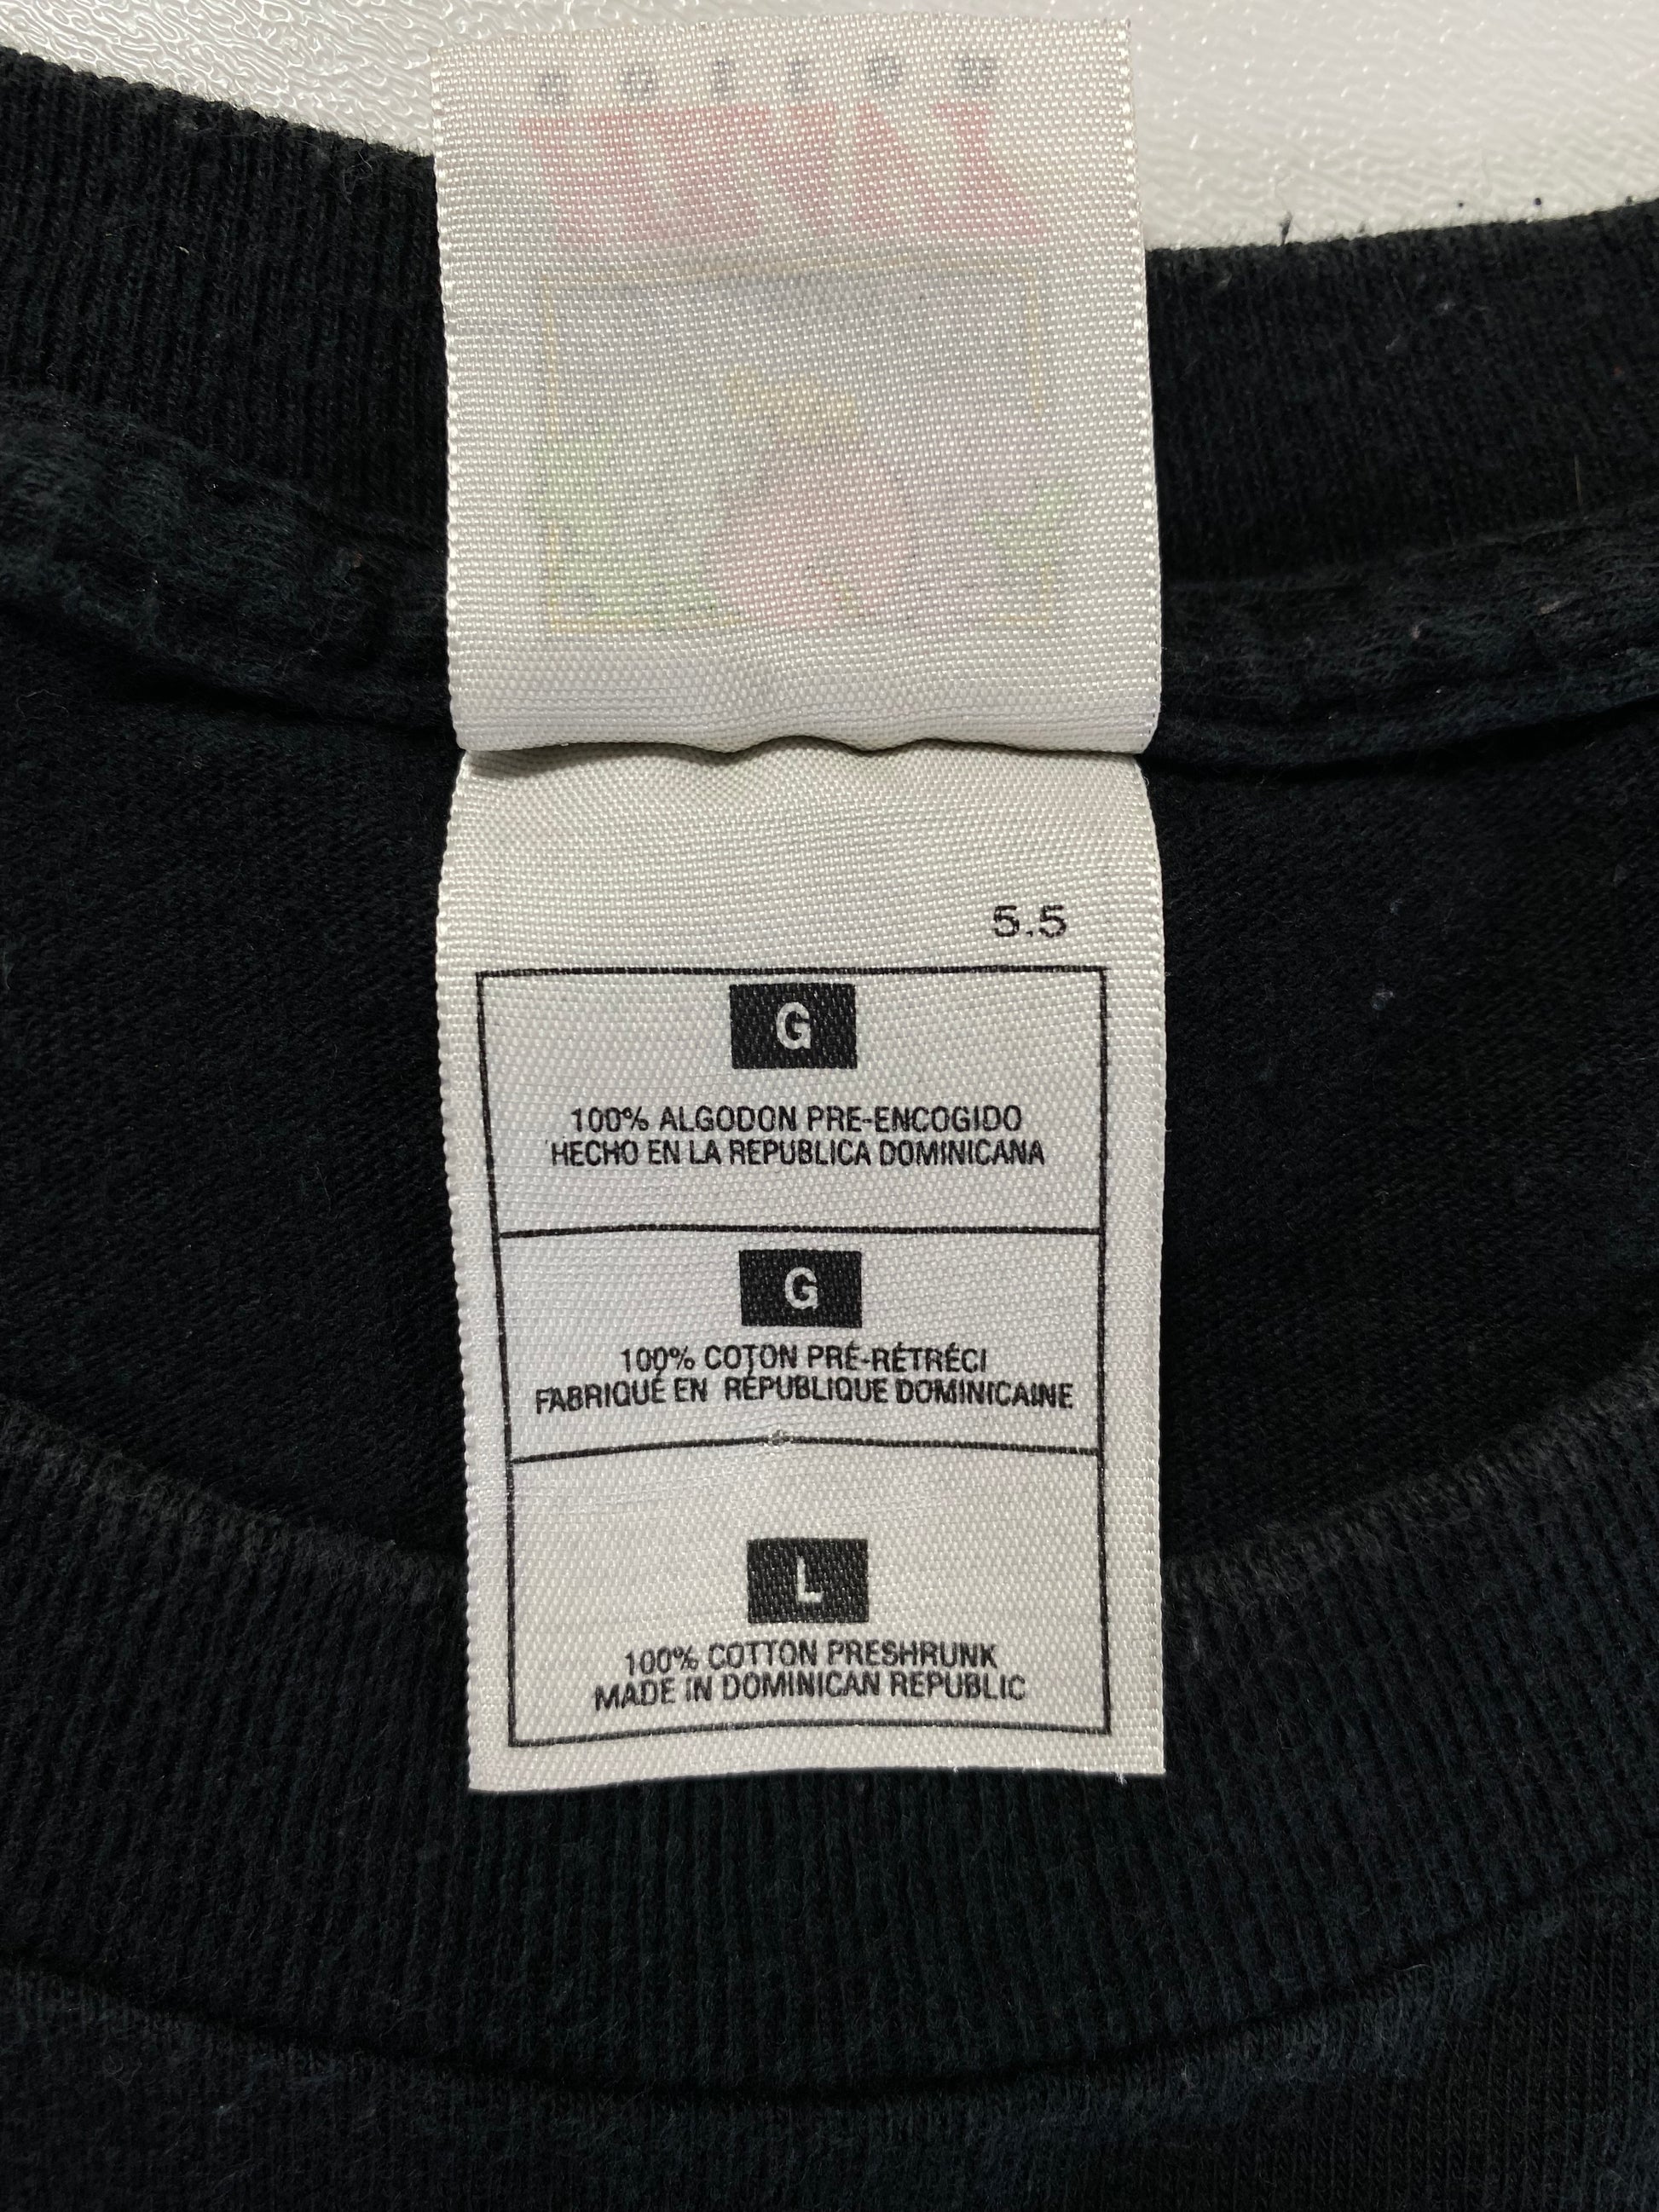 5.5
G
100% ALGODON PRE-ENCOGIDO
HECHO EN LA REPUBLICA DOMINICANA
G
100% COTON PRÉ-RÉTRÉCI
FABRIQUÉ EN RÉPUBLIQUE DOMINICAINE
L
100% COTTON PRESHRUNK
MADE IN DOMINICAN REPUBLIC